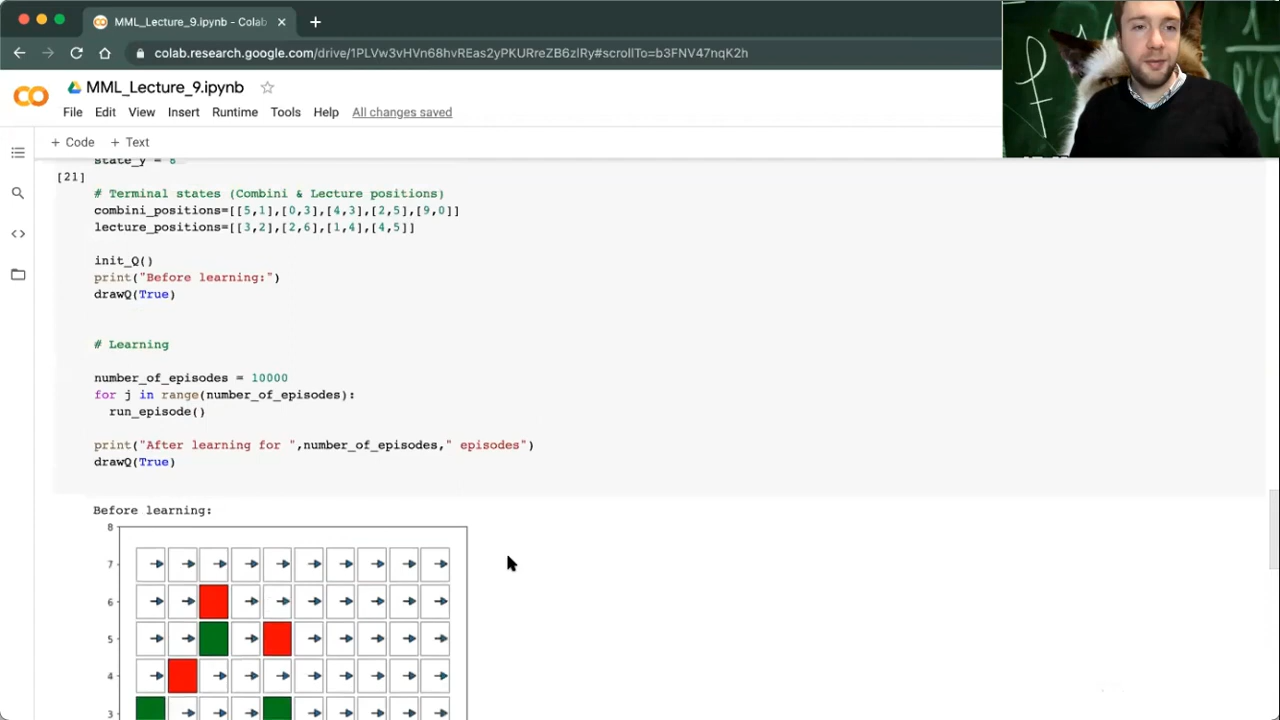 MML_Lecture_9.ipynb - Colab
colab.research.google.com/drive/1PLVw3vHVn68hvREas2yPKURreZB6zlRy#scrollTo=b3FNV47nqK2h
MML_Lecture_9.ipynb
File Edit View Insert Runtime Tools Help All changes saved
+ Code + Text
state_y = 8
[21]
# Terminal states (Combini & Lecture positions)
combini_positions=[[5,1],[0,3],[4,3],[2,5],[9,0]]
lecture_positions=[[3,2],[2,6],[1,4],[4,5]]
init_Q()
print("Before learning:")
drawQ(True)
# Learning
number_of_episodes = 10000
for j in range(number_of_episodes):
run_episode()
print("After learning for ",number_of_episodes," episodes")
drawQ(True)
Before learning:
8
7
6
5
4
3